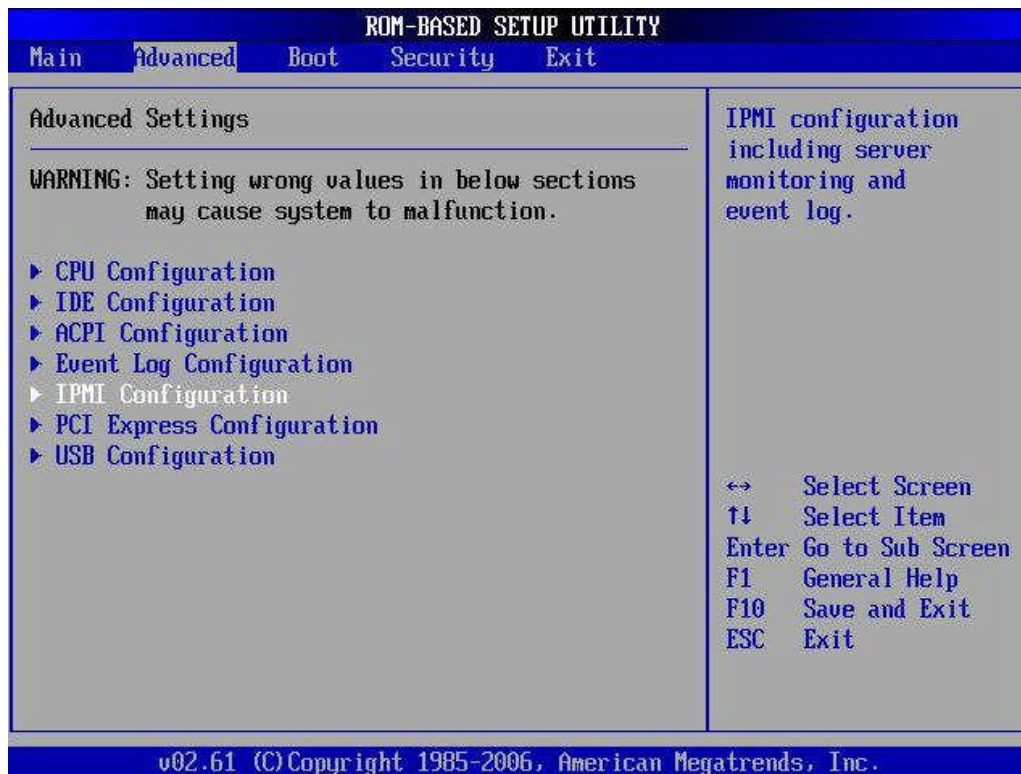 ROM-BASED SETUP UTILITY
Main Advanced Boot Security Exit
Advanced Settings
WARNING: Setting wrong values in below sections
may cause system to malfunction.
▶ CPU Configuration
▶ IDE Configuration
▶ ACPI Configuration
▶ Event Log Configuration
▶ IPMI Configuration
▶ PCI Express Configuration
▶ USB Configuration
IPMI configuration
including server
monitoring and
event log.
←→ Select Screen
↑↓ Select Item
Enter Go to Sub Screen
F1 General Help
F10 Save and Exit
ESC Exit
v02.61 (C)Copyright 1985-2006, American Megatrends, Inc.